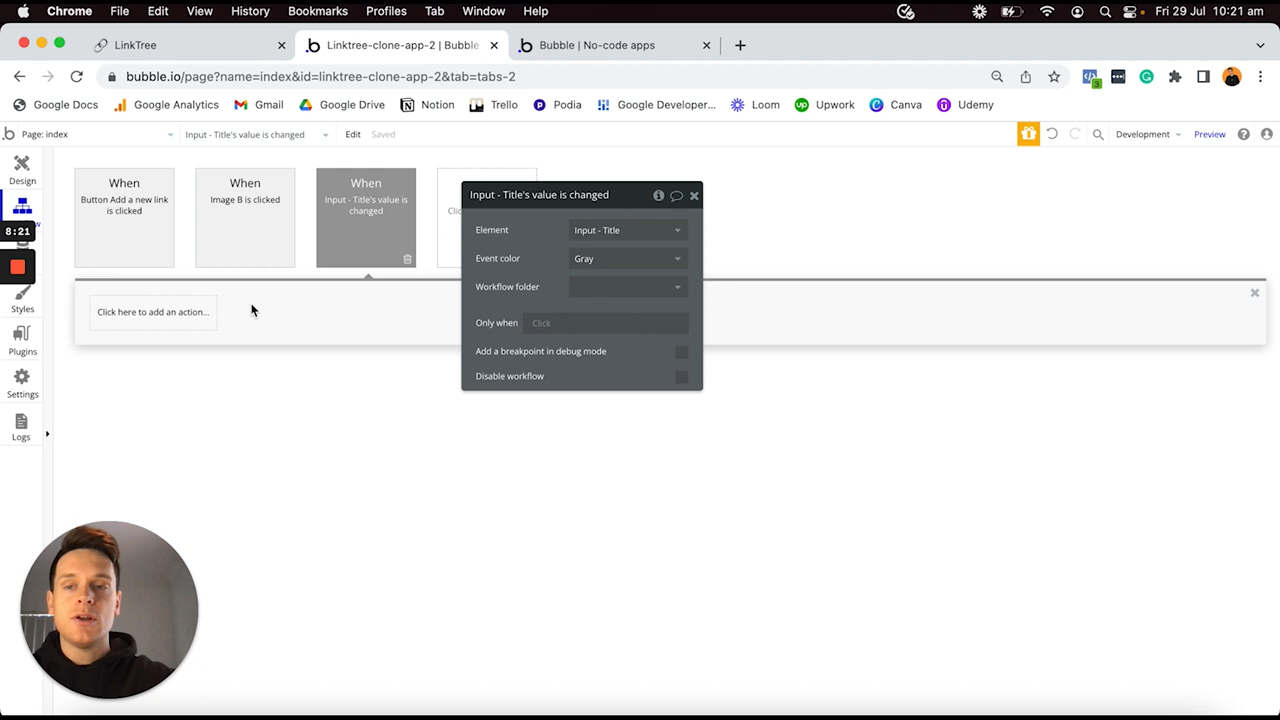 Chrome File Edit View History Bookmarks Profiles Tab Window Help Fri 29 Jul 10:21 am
LinkTree Linktree-clone-app-2 | Bubble Bubble | No-code apps
bubble.io/page?name=index&id=linktree-clone-app-2&tab=tabs-2 3
Google Docs Google Analytics Gmail Google Drive Notion Trello Podia Google Developer... Loom Upwork Canva Udemy
Page: index Input - Title's value is changed Edit Saved Development Preview
Design
8:21
Styles
Plugins
Settings
Logs
When
Button Add a new link
is clicked
When
Image B is clicked
When
Input - Title's value is
changed
Click here to add an action...
Input - Title's value is changed
Element Input - Title
Event color Gray
Workflow folder
Only when Click
Add a breakpoint in debug mode
Disable workflow